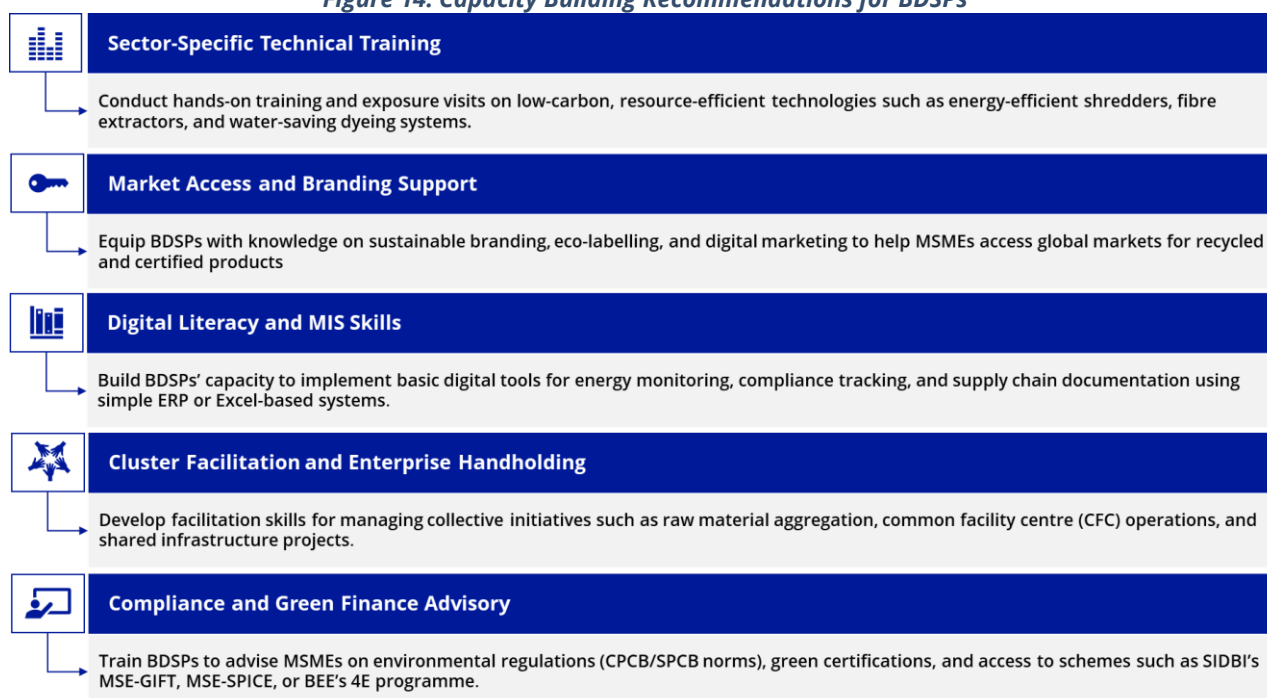 Figure 14: Capacity Building Recommendations for BDSPs
Sector-Specific Technical Training
Conduct hands-on training and exposure visits on low-carbon, resource-efficient technologies such as energy-efficient shredders, fibre
extractors, and water-saving dyeing systems.
Market Access and Branding Support
Equip BDSPs with knowledge on sustainable branding, eco-labelling, and digital marketing to help MSMEs access global markets for recycled
and certified products
Digital Literacy and MIS Skills
Build BDSPs’ capacity to implement basic digital tools for energy monitoring, compliance tracking, and supply chain documentation using
simple ERP or Excel-based systems.
Cluster Facilitation and Enterprise Handholding
Develop facilitation skills for managing collective initiatives such as raw material aggregation, common facility centre (CFC) operations, and
shared infrastructure projects.
Compliance and Green Finance Advisory
Train BDSPs to advise MSMEs on environmental regulations (CPCB/SPCB norms), green certifications, and access to schemes such as SIDBI’s
MSE-GIFT, MSE-SPICE, or BEE’s 4E programme.